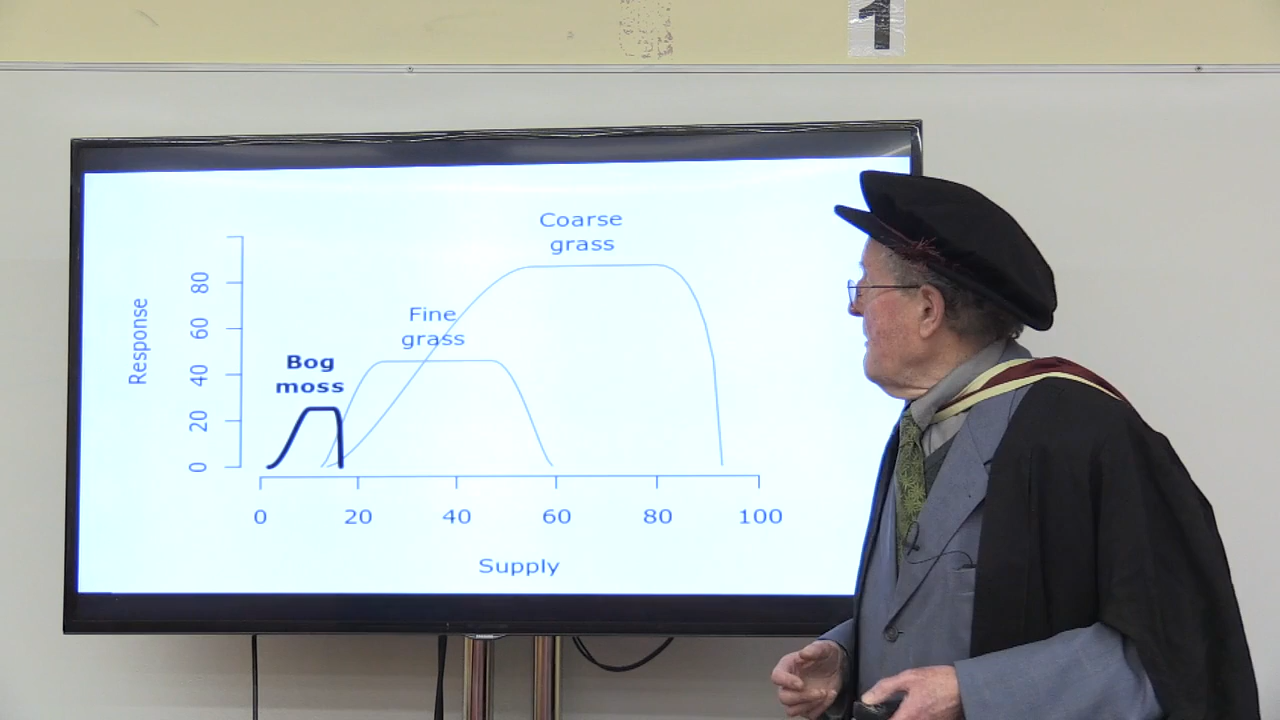 1
Coarse
grass
Fine
grass
Bog
moss
Response
80
60
40
20
0
0 20 40 60 80 100
Supply